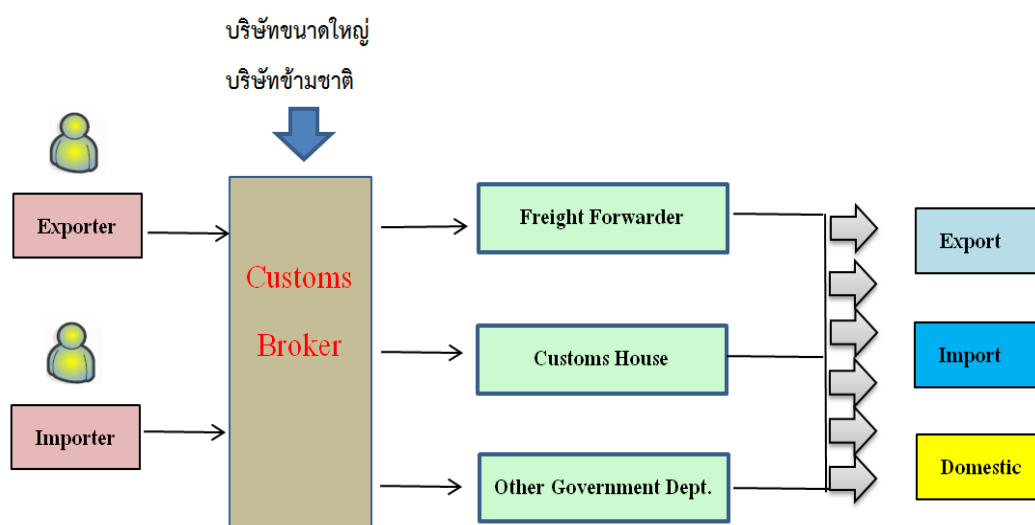 บริษัทขนาดใหญ่
บริษัทข้ามชาติ
Exporter
Importer
Customs
Broker
Freight Forwarder
Customs House
Other Government Dept.
Export
Import
Domestic